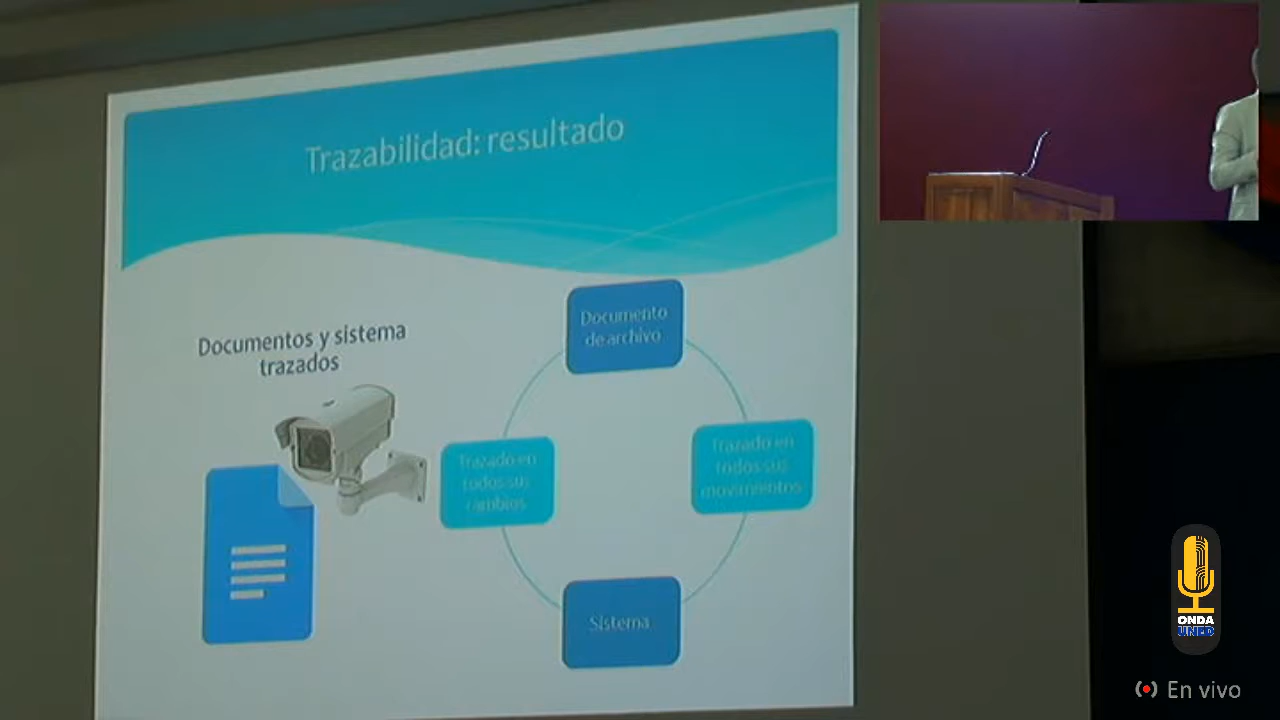 Trazabilidad: resultado
Documentos y sistema
trazados
Documento
de archivo
Trazado en
todos sus
cambios
Trazado en
todos sus
movimientos
Sistema
ONDA
UNED
En vivo